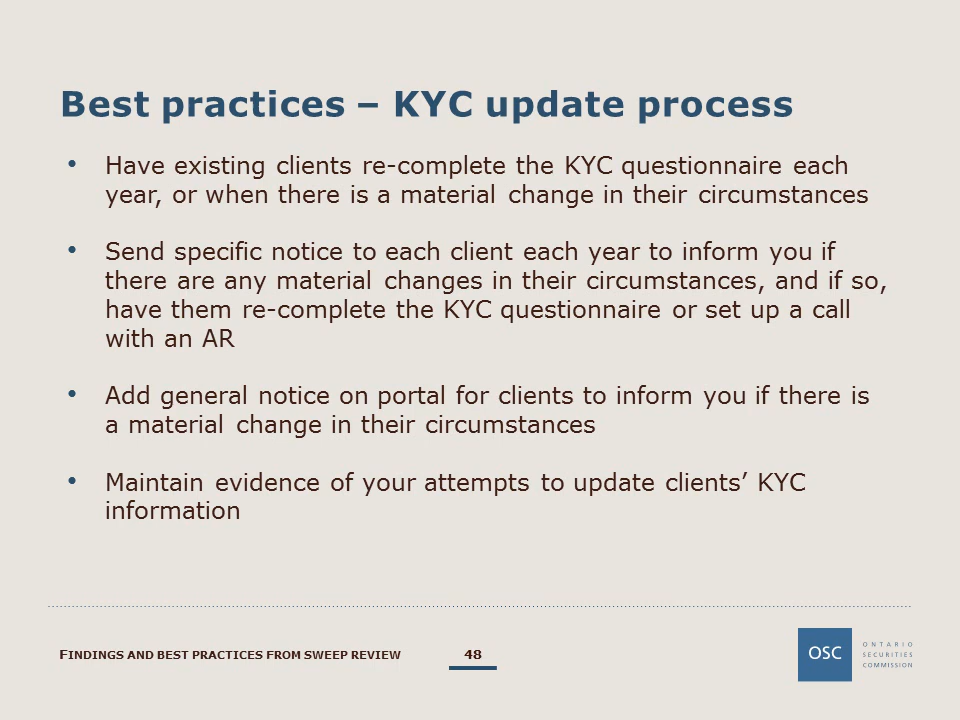 Best practices – KYC update process
• Have existing clients re-complete the KYC questionnaire each
year, or when there is a material change in their circumstances
• Send specific notice to each client each year to inform you if
there are any material changes in their circumstances, and if so,
have them re-complete the KYC questionnaire or set up a call
with an AR
• Add general notice on portal for clients to inform you if there is
a material change in their circumstances
• Maintain evidence of your attempts to update clients’ KYC
information
FINDINGS AND BEST PRACTICES FROM SWEEP REVIEW
48
OSC
ONTARIO
SECURITIES
COMMISSION